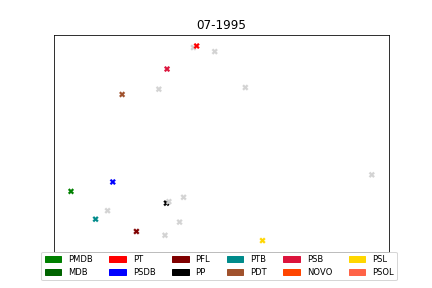 07-1995
PMDB PT PFL PTB PSB PSL
MDB PSDB PP PDT NOVO PSOL